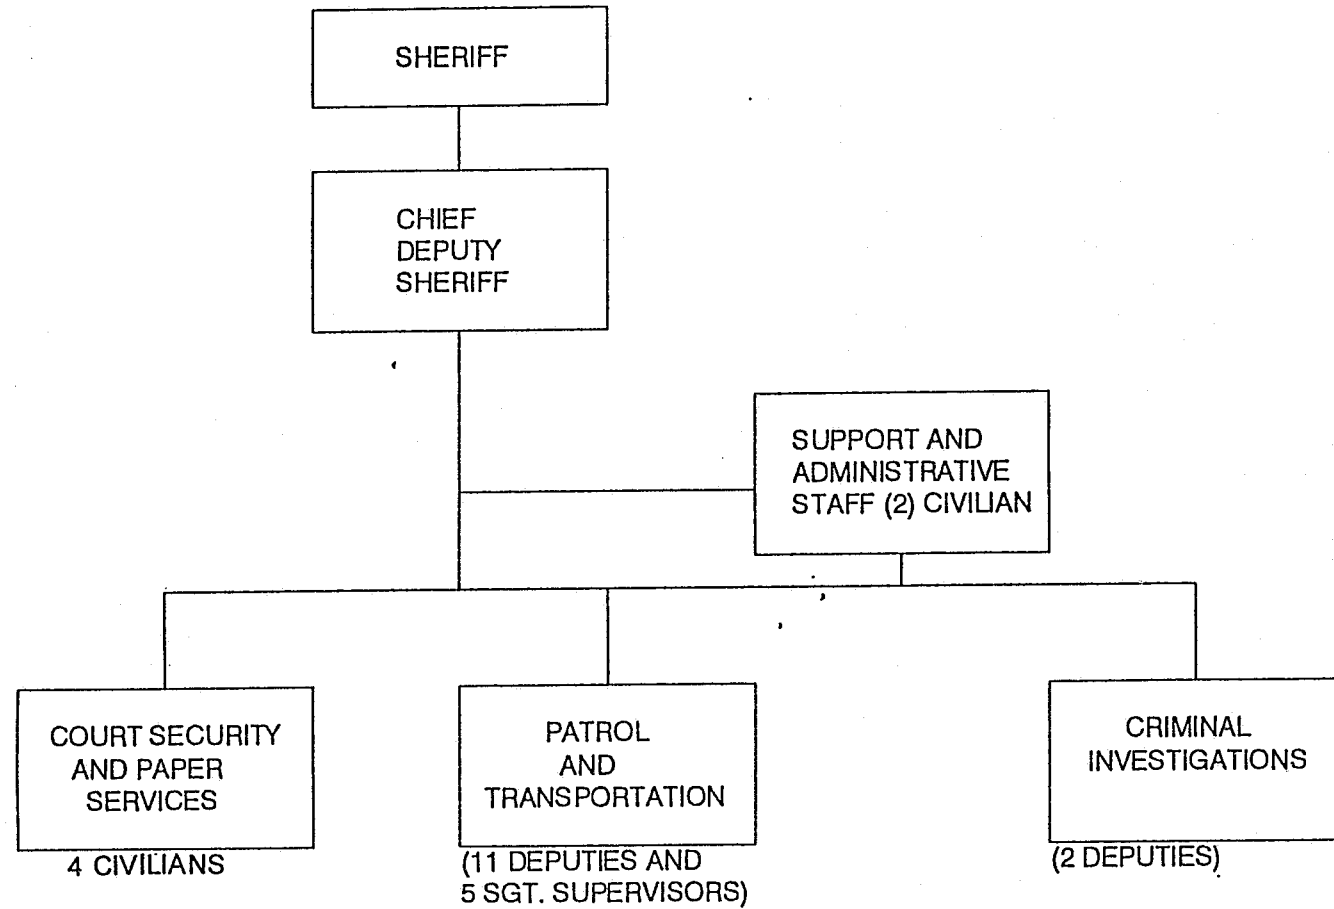 SHERIFF
CHIEF
DEPUTY
SHERIFF
SUPPORT AND
ADMINISTRATIVE
STAFF (2) CIVILIAN
COURT SECURITY
AND PAPER
SERVICES
4 CIVILIANS
PATROL
AND
TRANSPORTATION
(11 DEPUTIES AND
5 SGT. SUPERVISORS)
CRIMINAL
INVESTIGATIONS
(2 DEPUTIES)